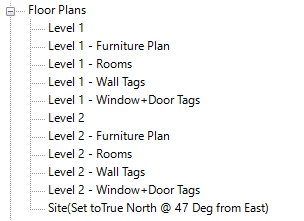 Floor Plans
Level 1
Level 1 - Furniture Plan
Level 1 - Rooms
Level 1 - Wall Tags
Level 1 - Window+Door Tags
Level 2
Level 2 - Furniture Plan
Level 2 - Rooms
Level 2 - Wall Tags
Level 2 - Window+Door Tags
Site(Set toTrue North @ 47 Deg from East)